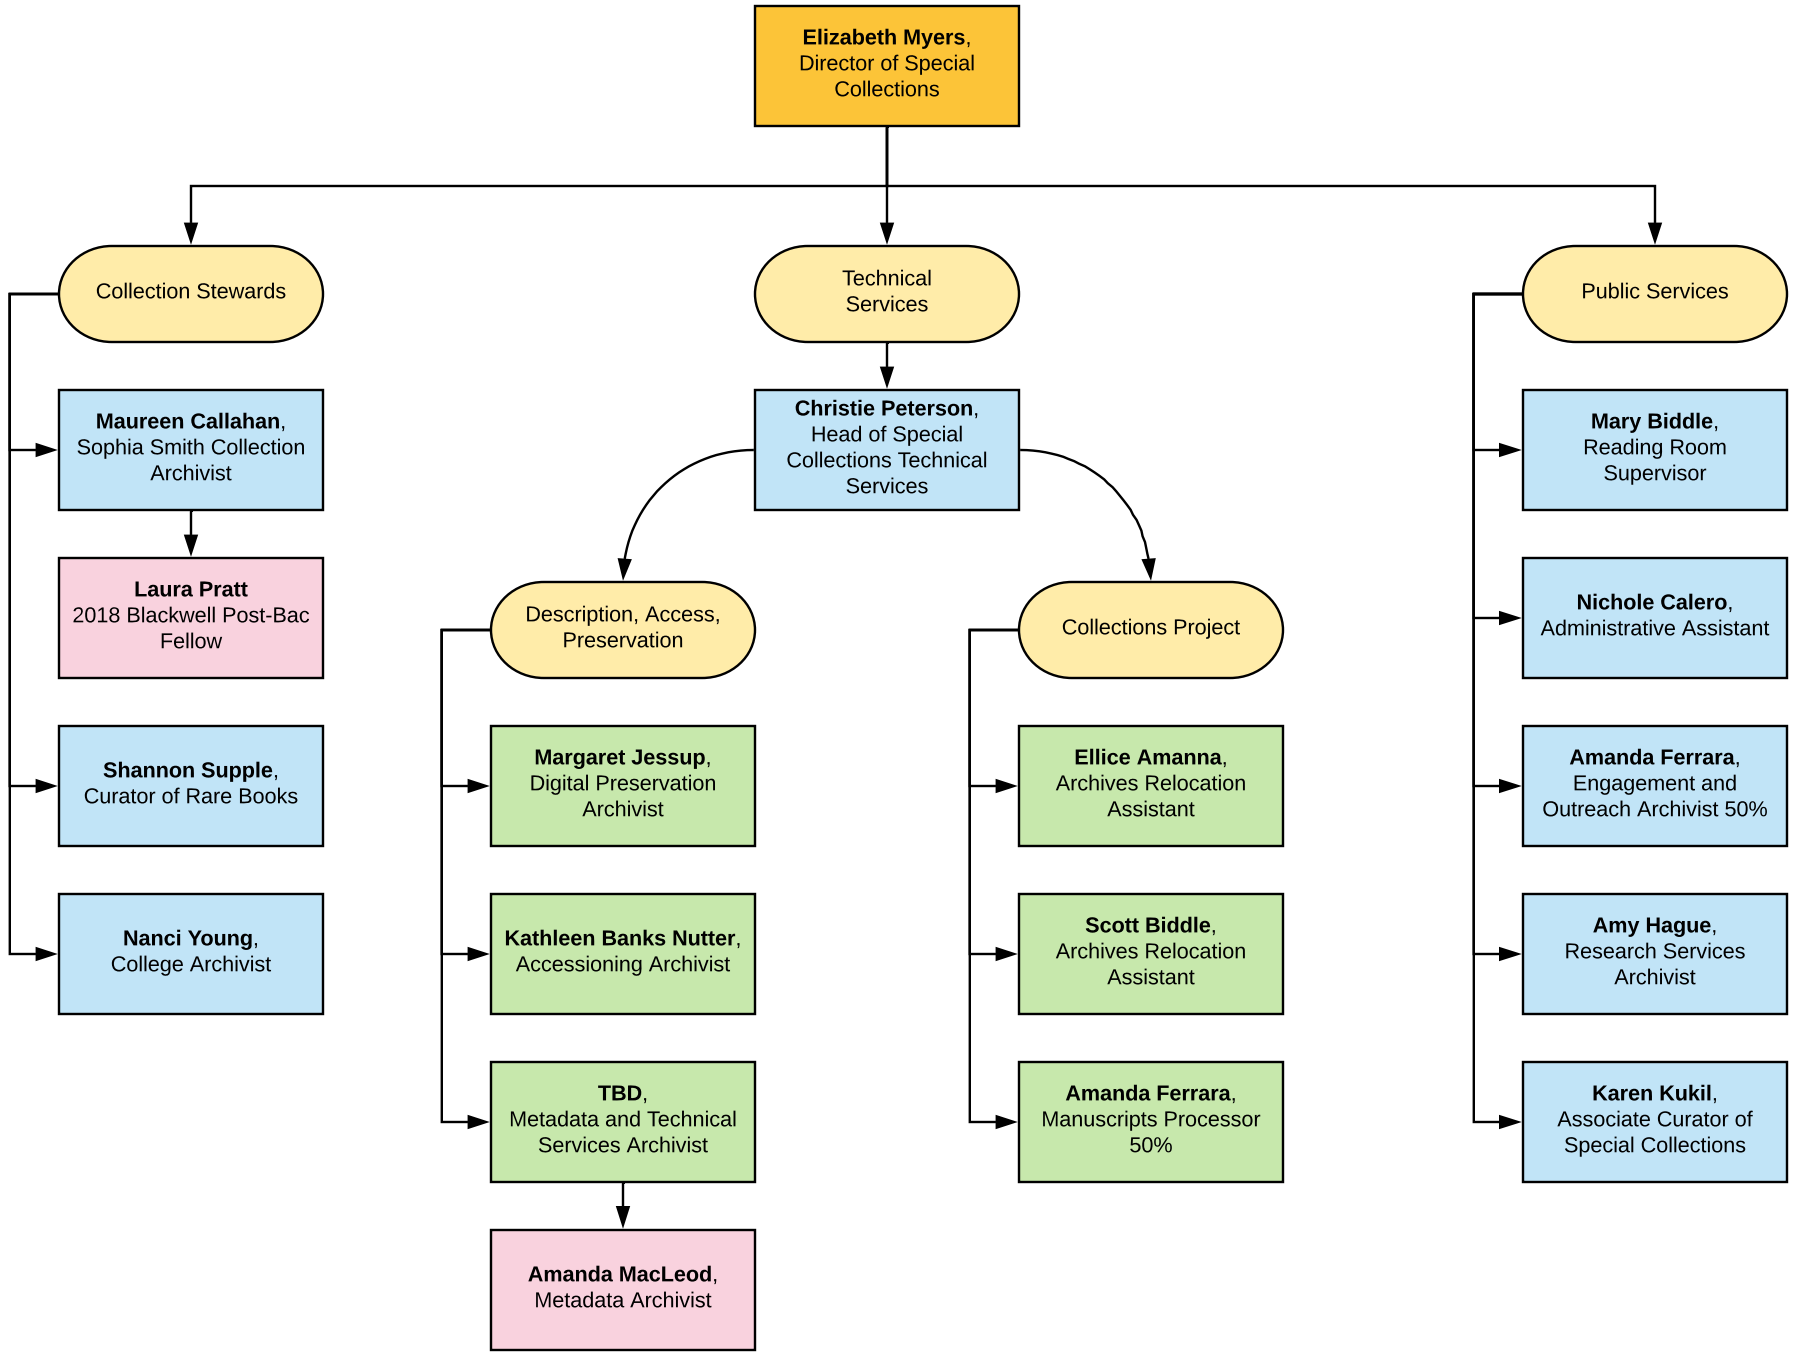 Elizabeth Myers,
Director of Special
Collections
Collection Stewards
Technical
Services
Public Services
Maureen Callahan,
Sophia Smith Collection
Archivist
Christie Peterson,
Head of Special
Collections Technical
Services
Mary Biddle,
Reading Room
Supervisor
Laura Pratt
2018 Blackwell Post-Bac
Fellow
Description, Access,
Preservation
Collections Project
Nichole Calero,
Administrative Assistant
Shannon Supple,
Curator of Rare Books
Margaret Jessup,
Digital Preservation
Archivist
Ellice Amanna,
Archives Relocation
Assistant
Amanda Ferrara,
Engagement and
Outreach Archivist 50%
Nanci Young,
College Archivist
Kathleen Banks Nutter,
Accessioning Archivist
Scott Biddle,
Archives Relocation
Assistant
Amy Hague,
Research Services
Archivist
TBD,
Metadata and Technical
Services Archivist
Amanda Ferrara,
Manuscripts Processor
50%
Karen Kukil,
Associate Curator of
Special Collections
Amanda MacLeod,
Metadata Archivist